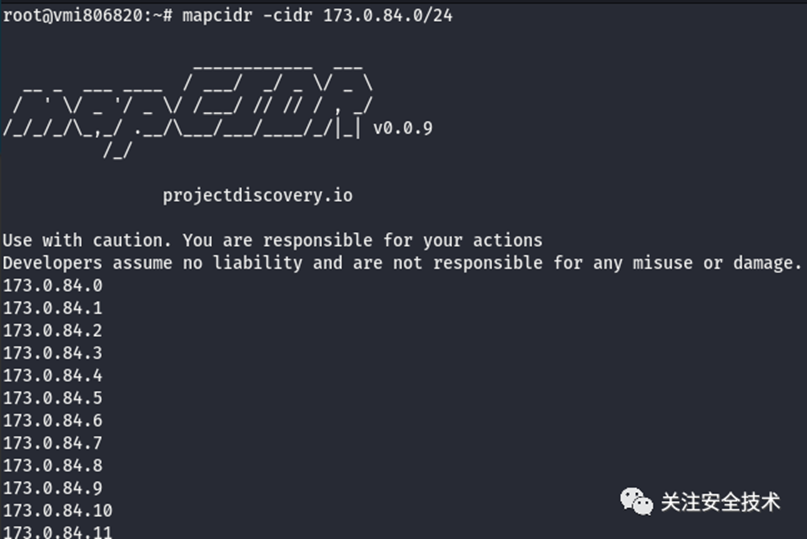 root@vmi806820:~# mapcidr -cidr 173.0.84.0/24
mapCIDR v0.0.9
projectdiscovery.io
Use with caution. You are responsible for your actions
Developers assume no liability and are not responsible for any misuse or damage.
173.0.84.0
173.0.84.1
173.0.84.2
173.0.84.3
173.0.84.4
173.0.84.5
173.0.84.6
173.0.84.7
173.0.84.8
173.0.84.9
173.0.84.10
173.0.84.11
关注安全技术